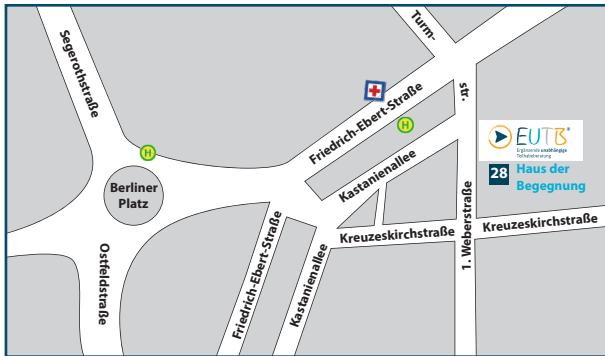 Turm-
str.
Segerothstraße
Friedrich-Ebert-Straße
H
H
EUTB®
Ergänzende unabhängige
Teilhabeberatung
28 Haus der
Begegnung
Kastanienallee
Berliner
Platz
Kreuzeskirchstraße
Kreuzeskirchstraße
1. Weberstraße
Ostfeldstraße
Friedrich-Ebert-Straße
Kastanienallee